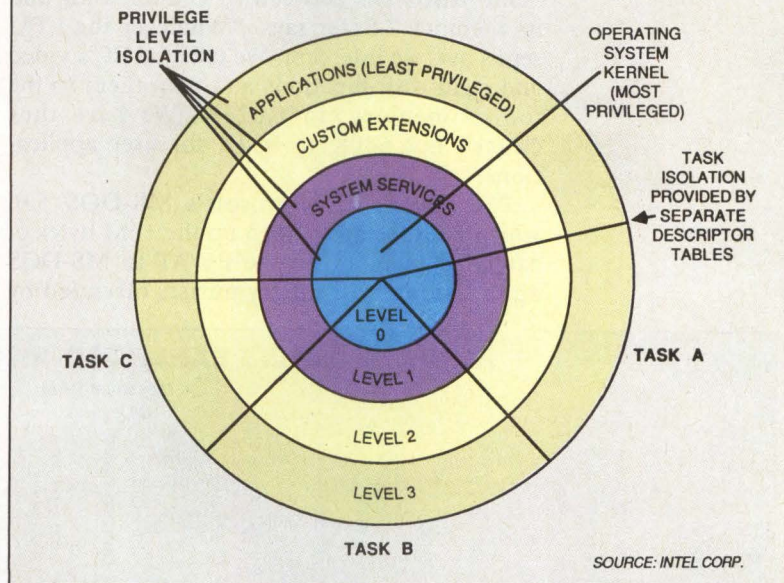 PRIVILEGE
LEVEL
ISOLATION
OPERATING
SYSTEM
KERNEL
(MOST
PRIVILEGED)
APPLICATIONS (LEAST PRIVILEGED)
CUSTOM EXTENSIONS
SYSTEM SERVICES
TASK
ISOLATION
PROVIDED BY
SEPARATE
DESCRIPTOR
TABLES
LEVEL
0
TASK C
TASK A
LEVEL 1
LEVEL 2
LEVEL 3
TASK B
SOURCE: INTEL CORP.